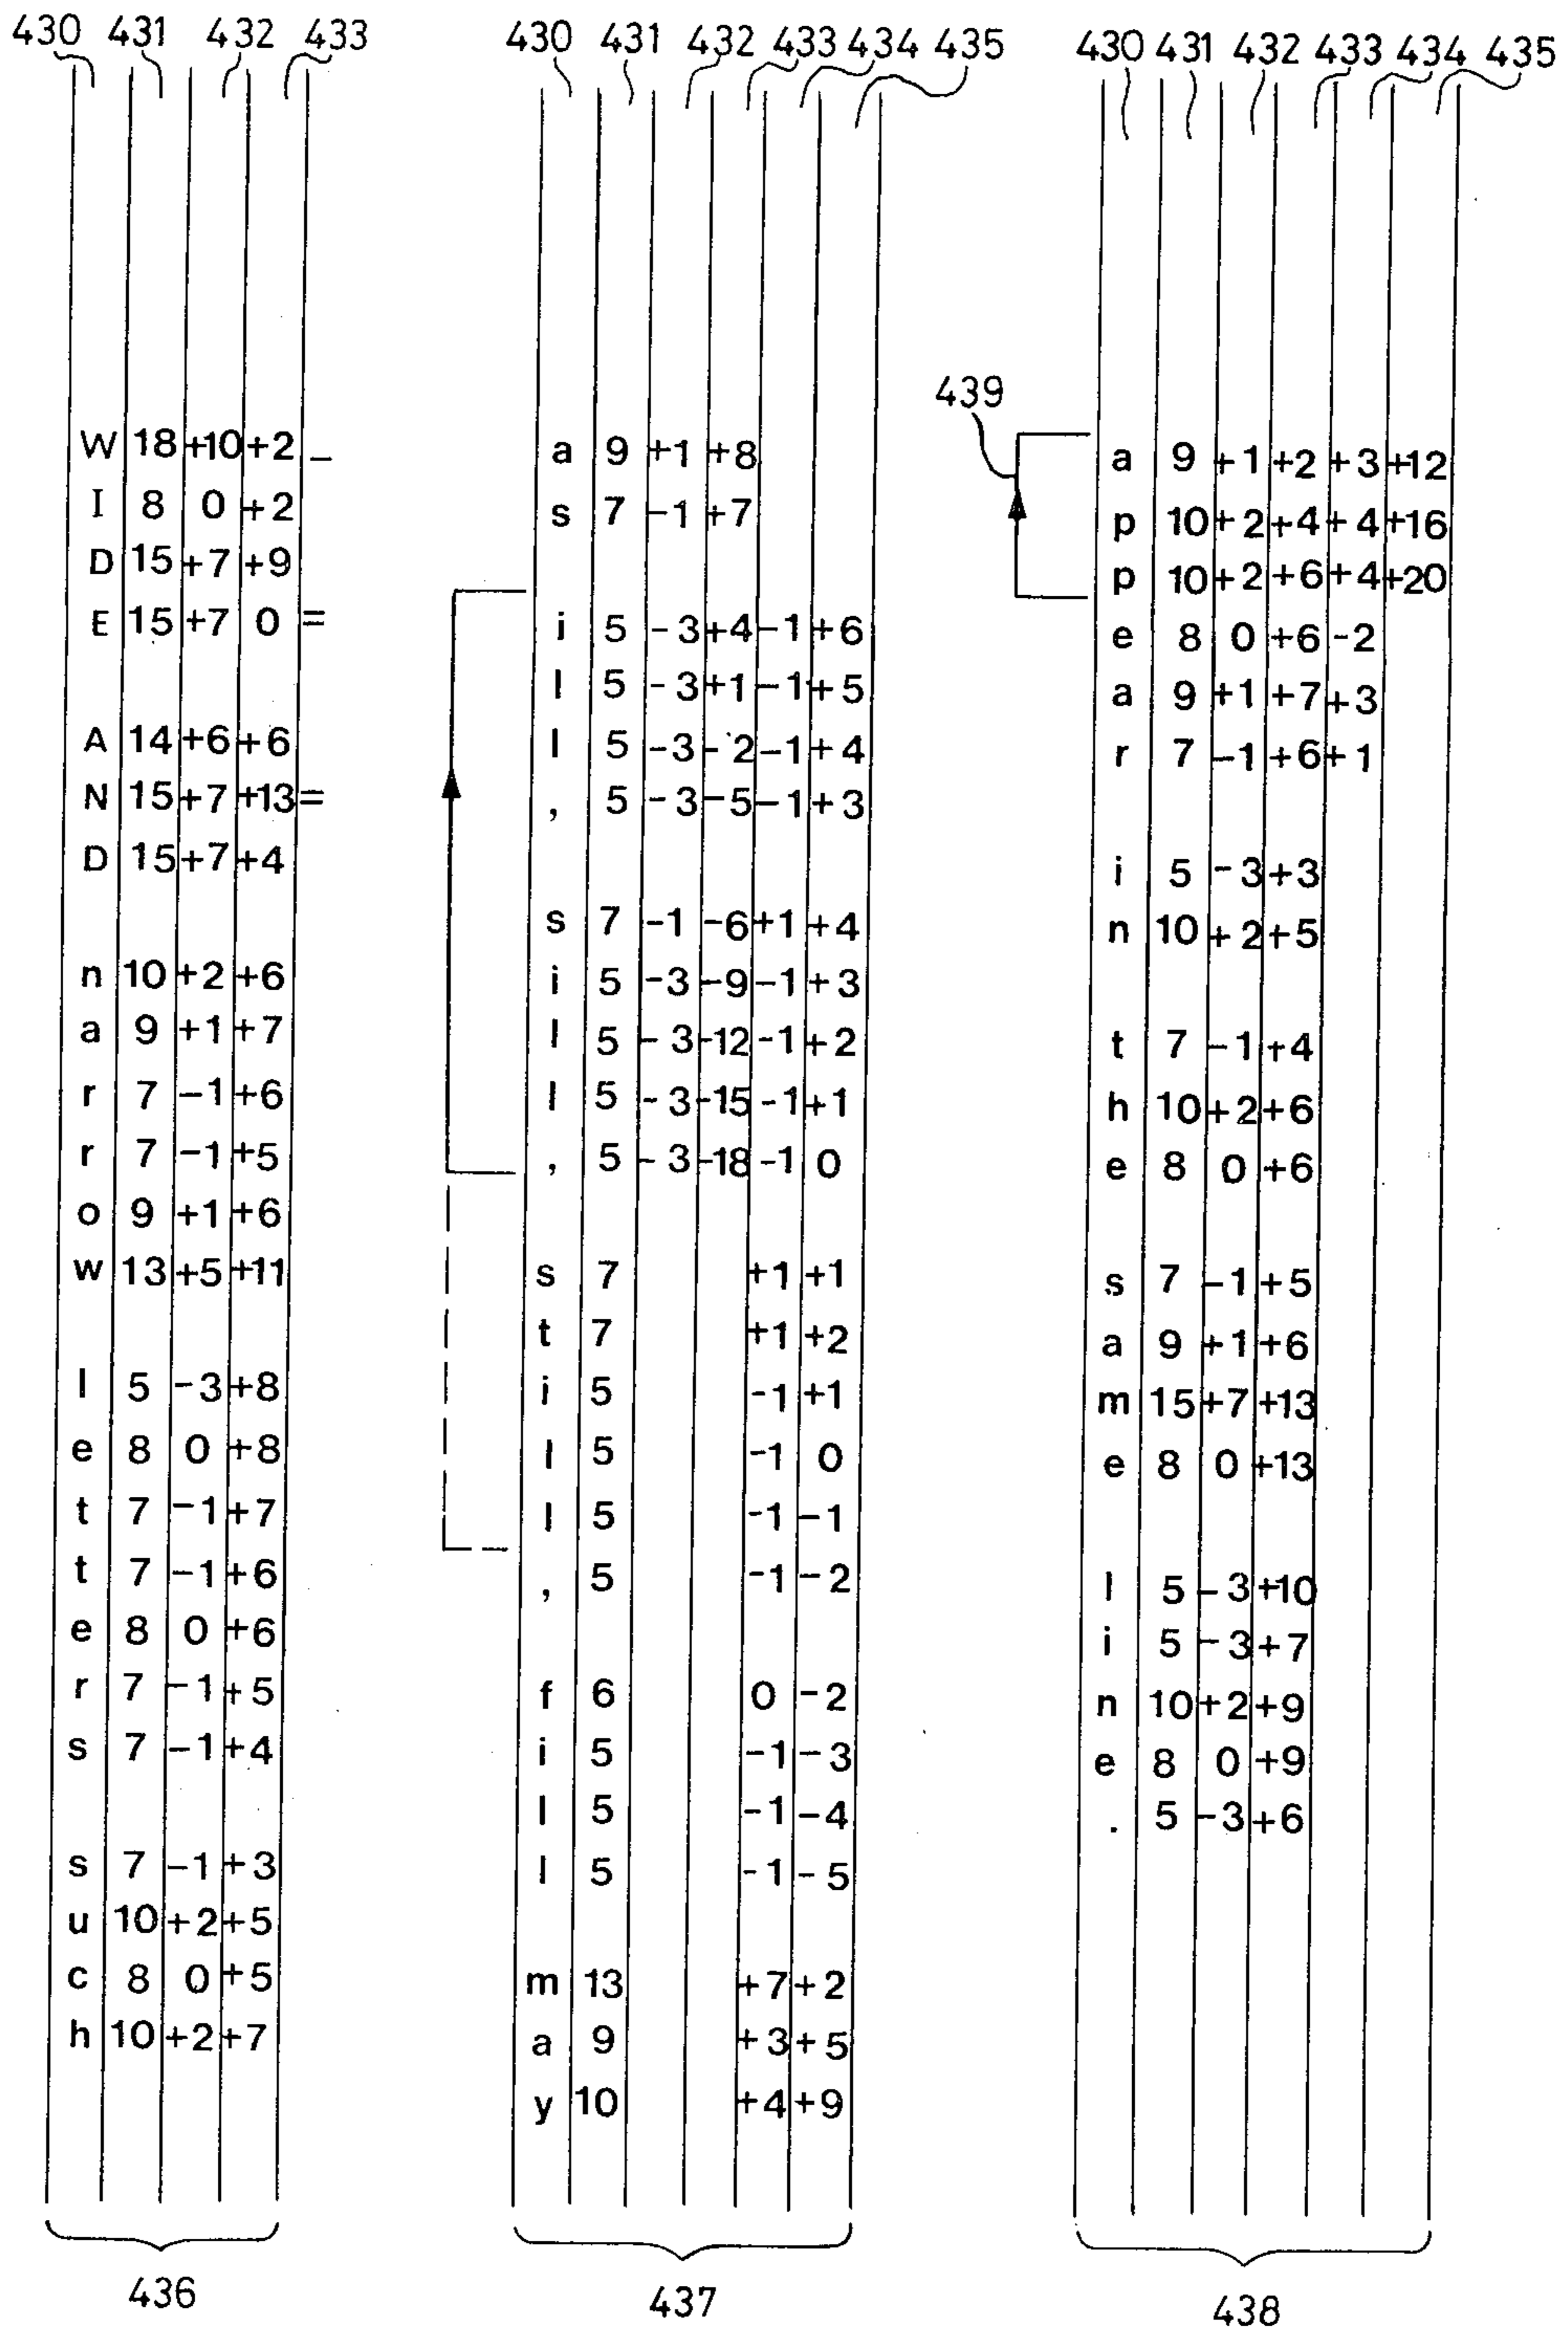 430 431 432 433
W 18 +10 +2 _
I 8 0 +2
D 15 +7 +9
E 15 +7 0 =
A 14 +6 +6
N 15 +7 +13 =
D 15 +7 +4
n 10 +2 +6
a 9 +1 +7
r 7 -1 +6
r 7 -1 +5
o 9 +1 +6
w 13 +5 +11
l 5 -3 +8
e 8 0 +8
t 7 -1 +7
t 7 -1 +6
e 8 0 +6
r 7 -1 +5
s 7 -1 +4
s 7 -1 +3
u 10 +2 +5
c 8 0 +5
h 10 +2 +7
436
430 431 432 433 434 435
a 9 +1 +8
s 7 -1 +7
i 5 -3 +4 -1 +6
l 5 -3 +1 -1 +5
l 5 -3 -2 -1 +4
, 5 -3 -5 -1 +3
s 7 -1 -6 +1 +4
i 5 -3 -9 -1 +3
l 5 -3 -12 -1 +2
l 5 -3 -15 -1 +1
, 5 -3 -18 -1 0
s 7 +1 +1
t 7 +1 +2
i 5 -1 +1
l 5 -1 0
l 5 -1 -1
, 5 -1 -2
f 6 0 -2
i 5 -1 -3
l 5 -1 -4
l 5 -1 -5
m 13 +7 +2
a 9 +3 +5
y 10 +4 +9
437
430 431 432 433 434 435
439
a 9 +1 +2 +3 +12
p 10 +2 +4 +4 +16
p 10 +2 +6 +4 +20
e 8 0 +6 -2
a 9 +1 +7 +3
r 7 -1 +6 +1
i 5 -3 +3
n 10 +2 +5
t 7 -1 +4
h 10 +2 +6
e 8 0 +6
s 7 -1 +5
a 9 +1 +6
m 15 +7 +13
e 8 0 +13
l 5 -3 +10
i 5 -3 +7
n 10 +2 +9
e 8 0 +9
. 5 -3 +6
438